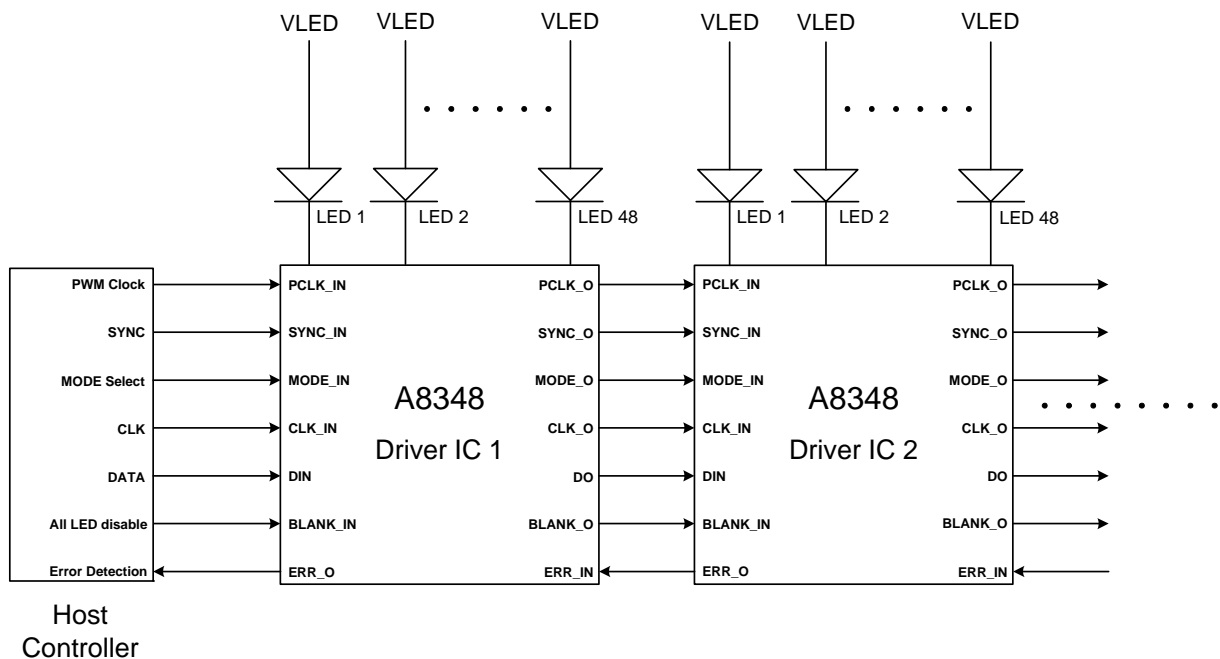 VLED VLED VLED VLED VLED VLED
LED 1 LED 2 LED 48 LED 1 LED 2 LED 48
PWM Clock PCLK_IN PCLK_O PCLK_IN PCLK_O
SYNC SYNC_IN SYNC_O SYNC_IN SYNC_O
MODE Select MODE_IN MODE_O MODE_IN MODE_O
A8348 A8348
CLK CLK_IN CLK_O CLK_IN CLK_O
Driver IC 1 Driver IC 2
DATA DIN DO DIN DO
All LED disable BLANK_IN BLANK_O BLANK_IN BLANK_O
Error Detection ERR_O ERR_IN ERR_O ERR_IN
Host
Controller